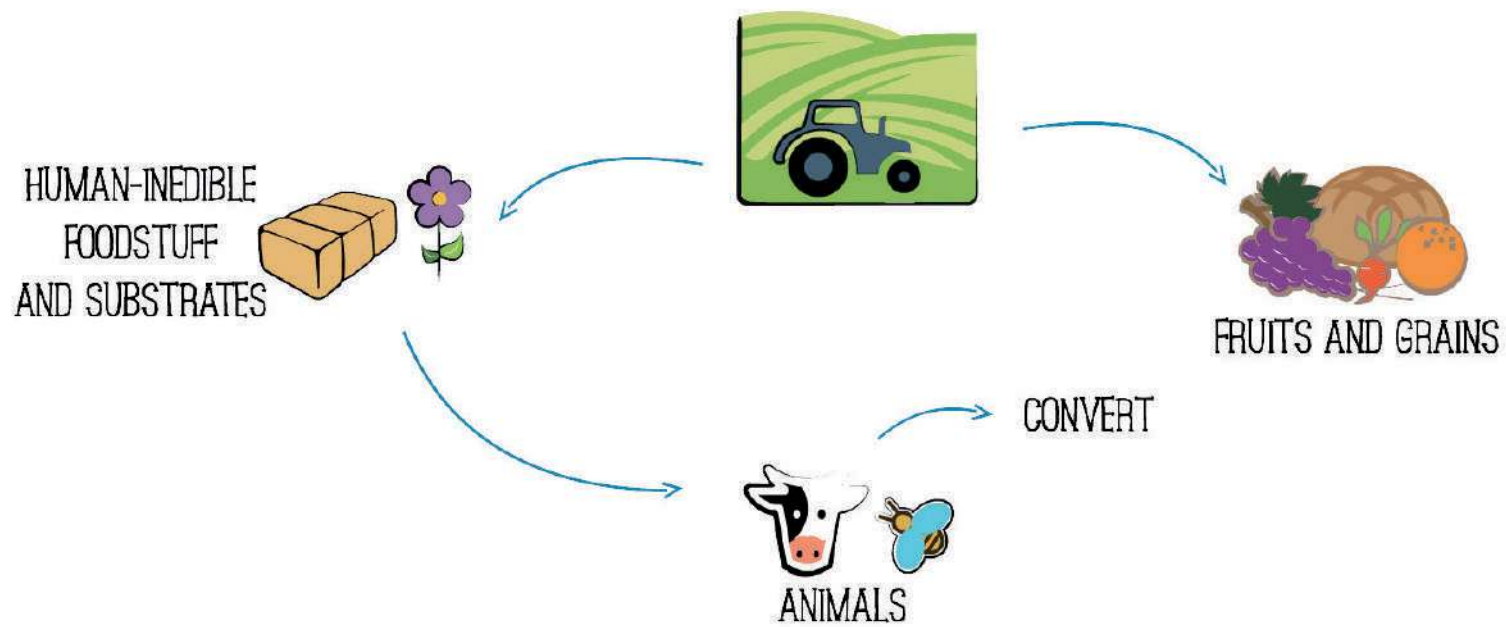 HUMAN-INEDIBLE
FOODSTUFF
AND SUBSTRATES
FRUITS AND GRAINS
CONVERT
ANIMALS